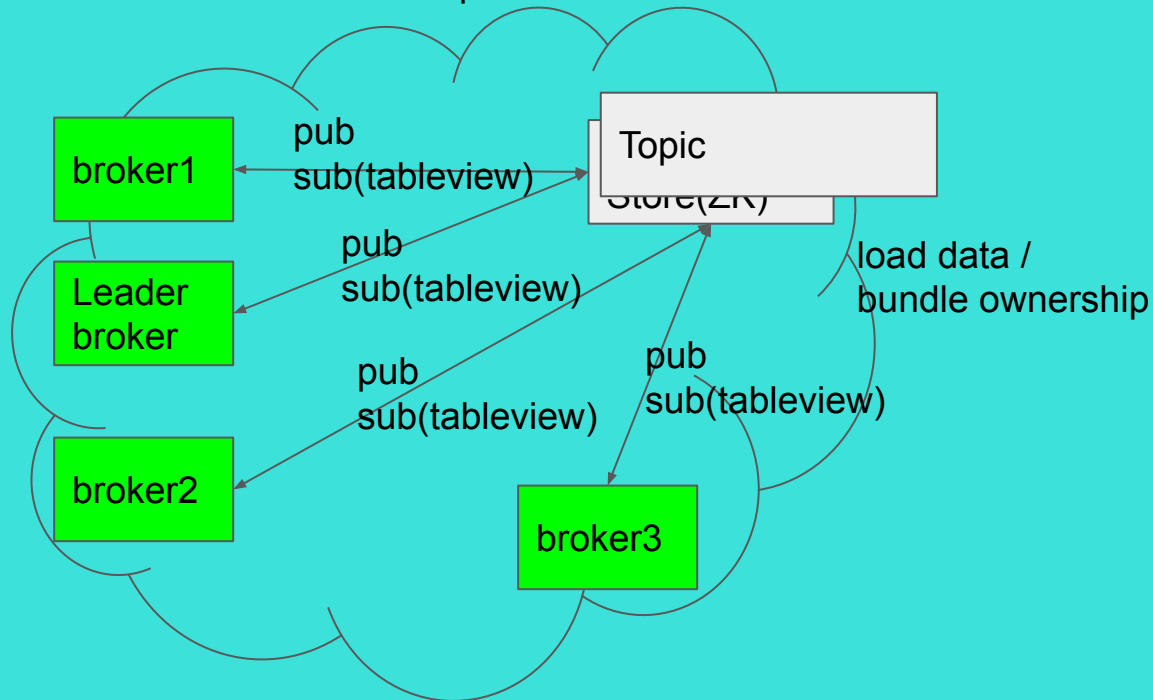 pub
sub(tableview)
broker1
Topic
Store(ZK)
pub
sub(tableview)
load data /
bundle ownership
Leader
broker
pub
sub(tableview)
pub
sub(tableview)
broker2
broker3